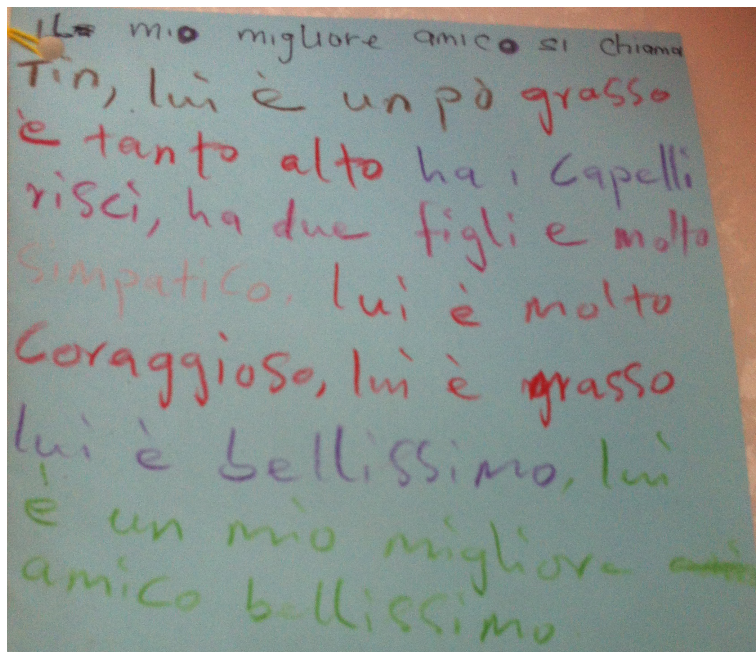 IL mio migliore amico si chiama
Tin, lui è un pò grasso
è tanto alto ha i capelli
risci, ha due figli e molto
simpatico. lui è molto
coraggioso, lui è grasso
lui è bellissimo, lui
è un mio migliore
amico bellissimo.